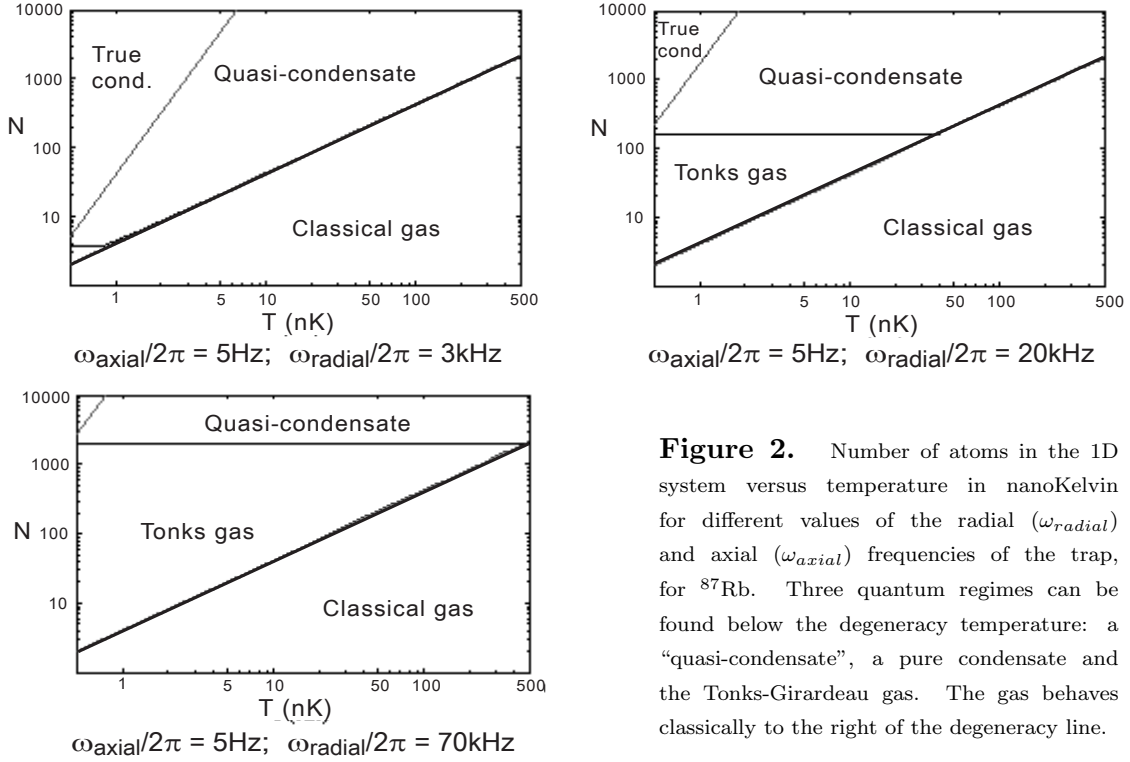 10000
1000
N
100
10
True
cond.
Quasi-condensate
Classical gas
1 5 10 50 100 500
T (nK)
ωaxial/2π = 5Hz; ωradial/2π = 3kHz
10000
1000
N
100
10
True
cond.
Quasi-condensate
Tonks gas
Classical gas
1 5 10 50 100 500
T (nK)
ωaxial/2π = 5Hz; ωradial/2π = 20kHz
10000
1000
N
100
10
Quasi-condensate
Tonks gas
Classical gas
1 5 10 50 100 500
T (nK)
ωaxial/2π = 5Hz; ωradial/2π = 70kHz
Figure 2. Number of atoms in the 1D
system versus temperature in nanoKelvin
for different values of the radial (ωradial)
and axial (ωaxial) frequencies of the trap,
for 87Rb. Three quantum regimes can be
found below the degeneracy temperature: a
“quasi-condensate”, a pure condensate and
the Tonks-Girardeau gas. The gas behaves
classically to the right of the degeneracy line.